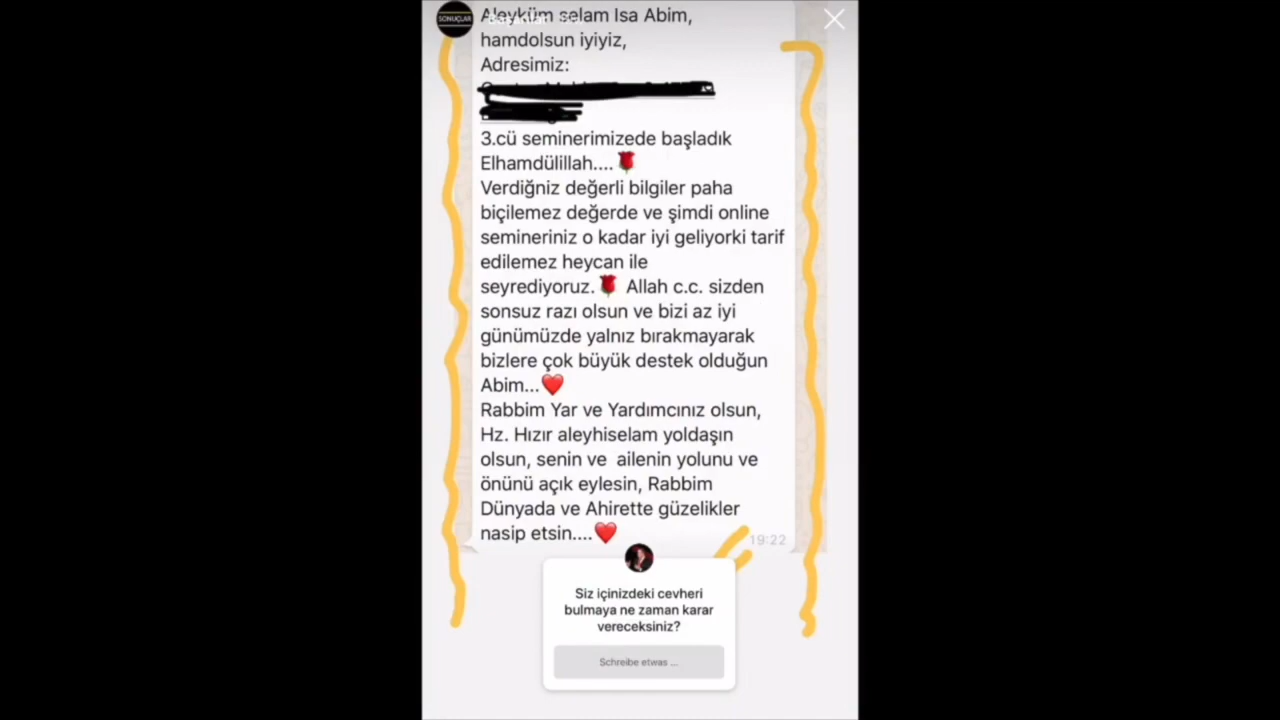 SONUÇLAR
Aleyküm selam Isa Abim,
hamdolsun iyiyiz,
Adresimiz:
3.cü seminerimizede başladık
Elhamdülillah....🌹
Verdiğniz değerli bilgiler paha
biçilemez değerde ve şimdi online
semineriniz o kadar iyi geliyorki tarif
edilemez heycan ile
seyrediyoruz.🌹 Allah c.c. sizden
sonsuz razı olsun ve bizi az iyi
günümüzde yalnız bırakmayarak
bizlere çok büyük destek olduğun
Abim...❤️
Rabbim Yar ve Yardımcınız olsun,
Hz. Hızır aleyhiselam yoldaşın
olsun, senin ve ailenin yolunu ve
önünü açık eylesin, Rabbim
Dünyada ve Ahirette güzelikler
nasip etsin....❤️
19:22
Siz içinizdeki cevheri
bulmaya ne zaman karar
vereceksiniz?
Schreibe etwas ...